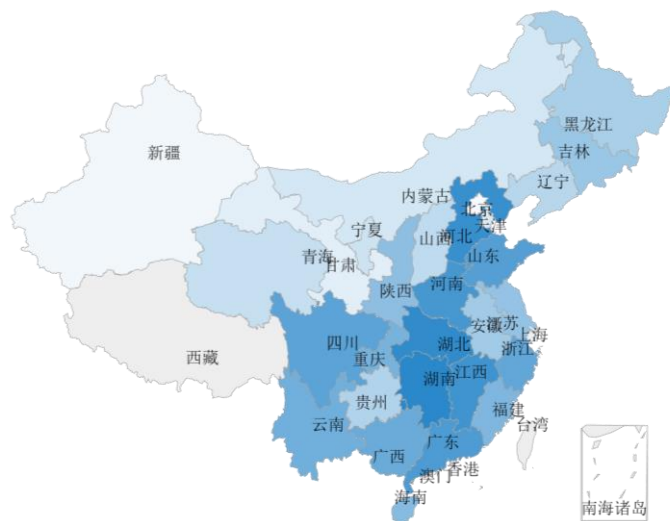 黑龙江
新疆
吉林
辽宁
内蒙古
北京
天津
宁夏
山西
河北
青海
甘肃
山东
陕西
河南
安徽
江苏
上海
四川
湖北
浙江
重庆
西藏
湖南
江西
贵州
福建
云南
台湾
广西
广东
香港
澳门
海南
南海诸岛